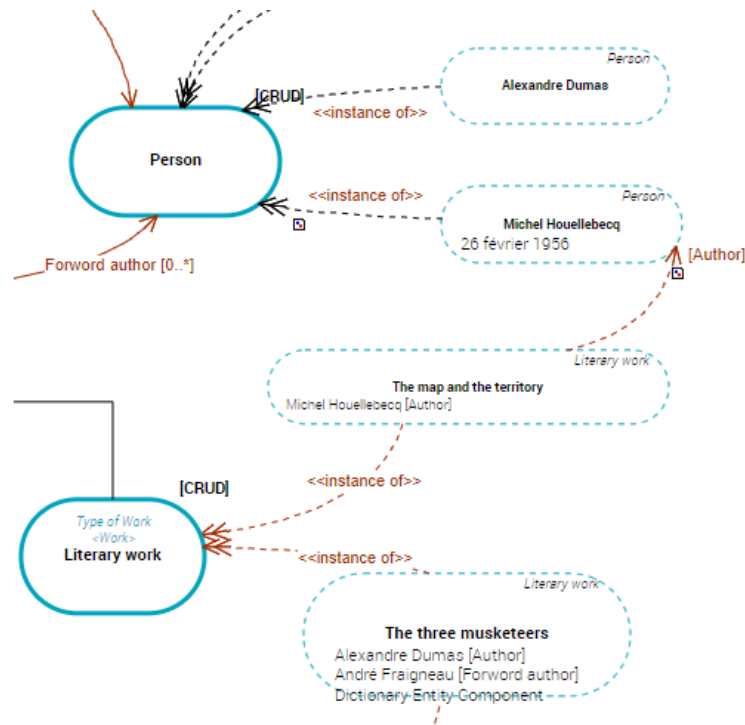 Person
Alexandre Dumas
[CRUD]
<<instance of>>
Person
<<instance of>>
Person
Michel Houellebecq
26 février 1956
Forword author [0..*]
[Author]
Literary work
The map and the territory
Michel Houellebecq [Author]
<<instance of>>
[CRUD]
Type of Work
<Work>
Literary work
<<instance of>>
Literary work
The three musketeers
Alexandre Dumas [Author]
André Fraigneau [Forword author]
Dictionary Entity Component